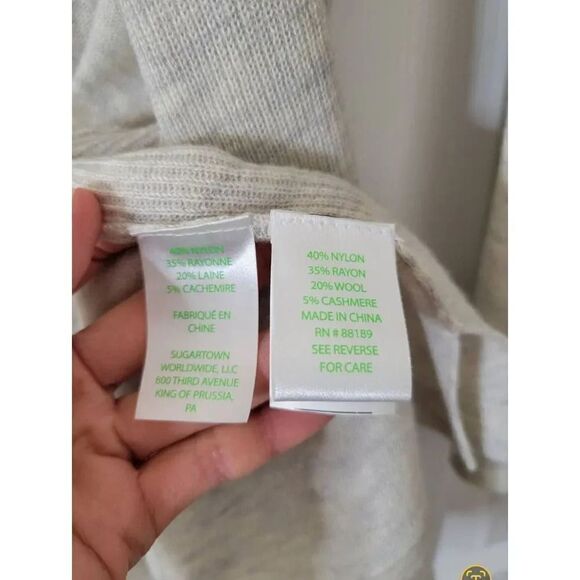 40% NYLON
35% RAYONNE
20% LAINE
5% CACHEMIRE
FABRIQUÉ EN
CHINE
SUGARTOWN
WORLDWIDE, LLC
600 THIRD AVENUE
KING OF PRUSSIA,
PA
40% NYLON
35% RAYON
20% WOOL
5% CASHMERE
MADE IN CHINA
RN # 88189
SEE REVERSE
FOR CARE